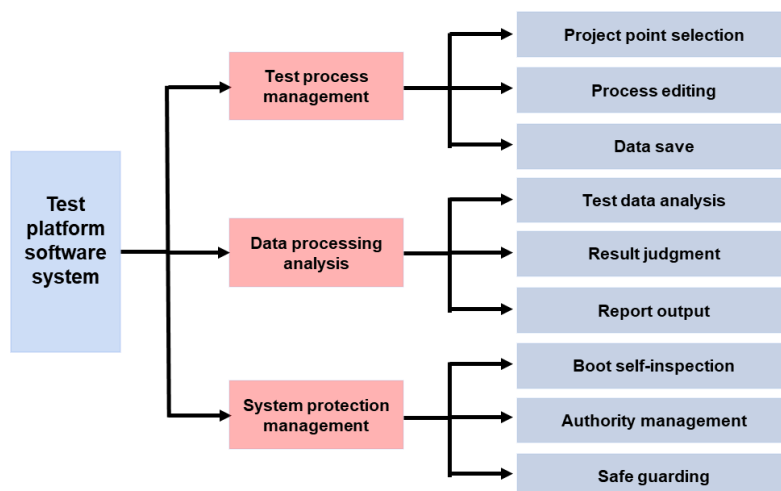 Test
platform
software
system
Test process
management
Project point selection
Process editing
Data save
Data processing
analysis
Test data analysis
Result judgment
Report output
System protection
management
Boot self-inspection
Authority management
Safe guarding